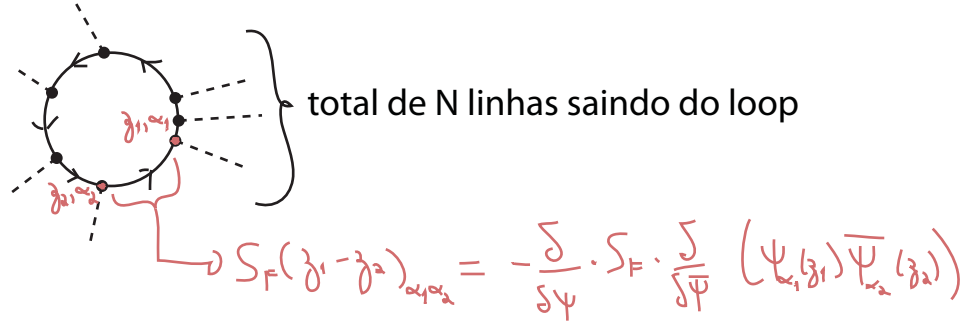 total de N linhas saindo do loop
z₁,α₁
z₂,α₂
S_F(z₁-z₂)_{α₁α₂} = - δ/δψ · S_F · δ/δψ̄ (ψ_{α₁}(z₁) ψ̄_{α₂}(z₂))